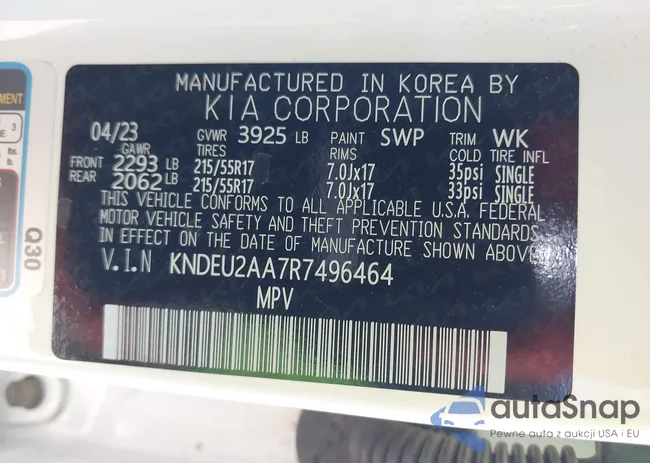 MANUFACTURED IN KOREA BY
KIA CORPORATION
04/23 GVWR 3925 LB PAINT SWP TRIM WK
GAWR TIRES RIMS COLD TIRE INFL
FRONT 2293 LB 215/55R17 7.0Jx17 35psi SINGLE
REAR 2062 LB 215/55R17 7.0Jx17 33psi SINGLE
THIS VEHICLE CONFORMS TO ALL APPLICABLE U.S.A. FEDERAL
MOTOR VEHICLE SAFETY AND THEFT PREVENTION STANDARDS
IN EFFECT ON THE DATE OF MANUFACTURE SHOWN ABOVE
V.I.N KNDEU2AA7R7496464
MPV
Q30
autaSnap
Pewne auta z aukcji USA i EU